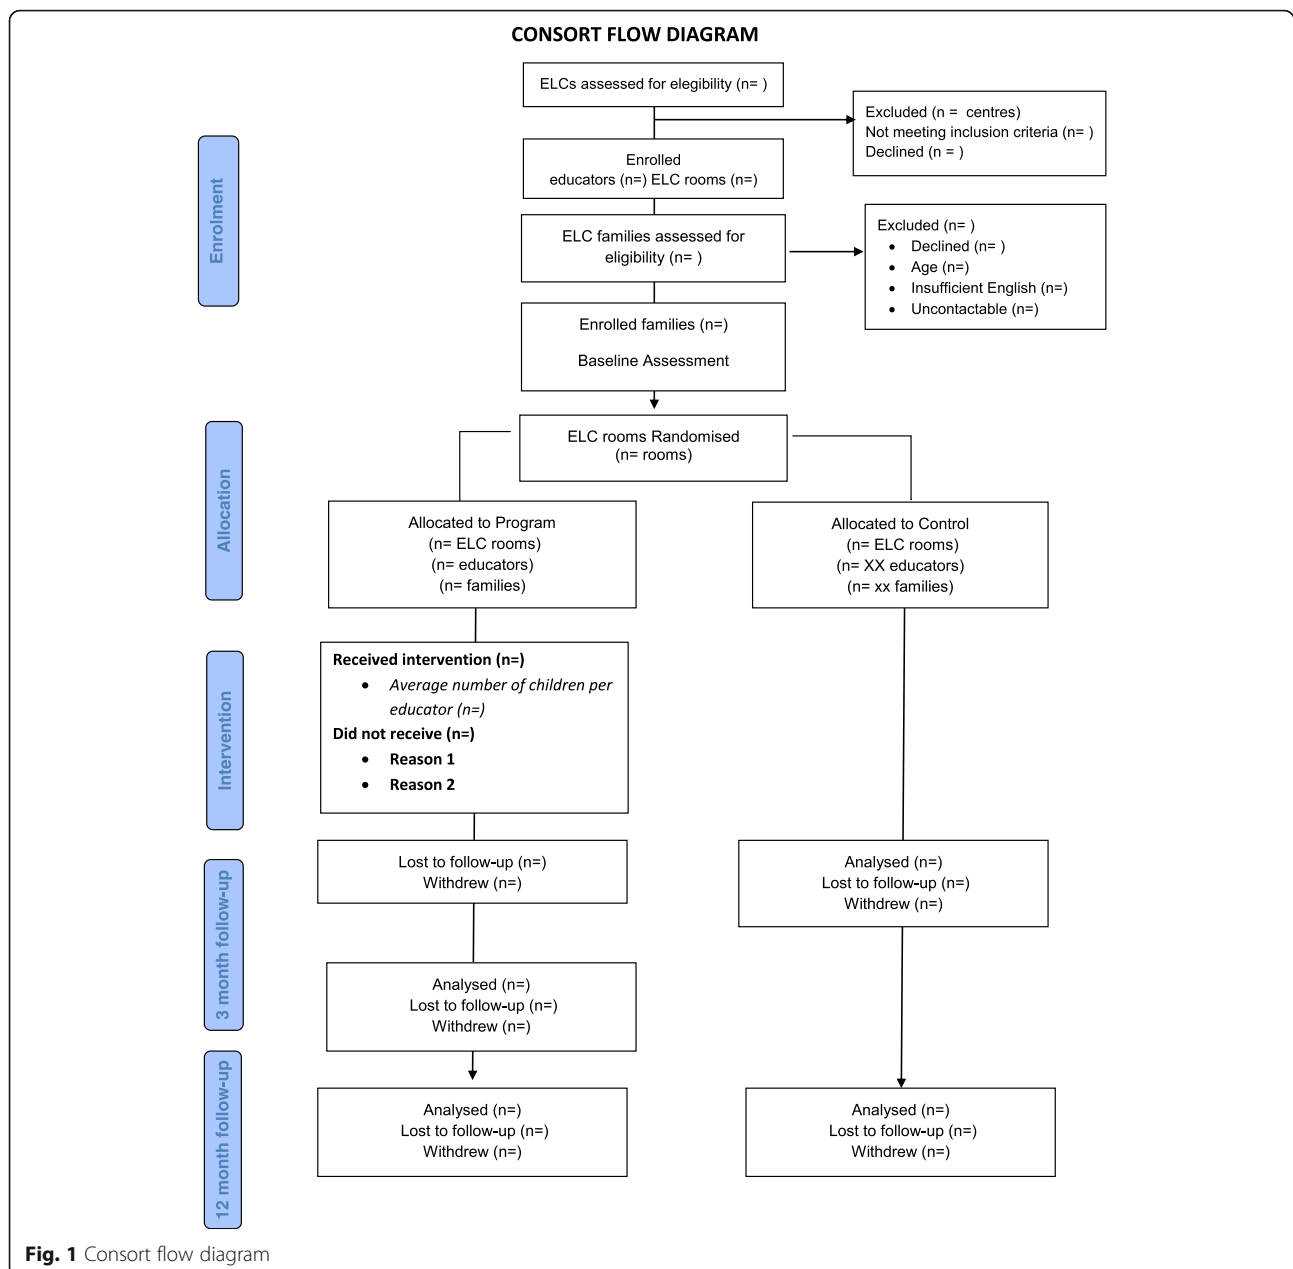 CONSORT FLOW DIAGRAM
ELCs assessed for elegibility (n= )
Excluded (n =  centres)
Not meeting inclusion criteria (n= )
Declined (n = )
Enrolment
Enrolled
educators (n=) ELC rooms (n=)
ELC families assessed for
eligibility (n= )
Excluded (n= )
• Declined (n= )
• Age (n=)
• Insufficient English (n=)
• Uncontactable (n=)
Enrolled families (n=)
Baseline Assessment
Allocation
ELC rooms Randomised
(n= rooms)
Allocated to Program
(n= ELC rooms)
(n= educators)
(n= families)
Allocated to Control
(n= ELC rooms)
(n= XX educators)
(n= xx families)
Intervention
Received intervention (n=)
• Average number of children per
educator (n=)
Did not receive (n=)
• Reason 1
• Reason 2
3 month follow-up
Lost to follow-up (n=)
Withdrew (n=)
Analysed (n=)
Lost to follow-up (n=)
Withdrew (n=)
Analysed (n=)
Lost to follow-up (n=)
Withdrew (n=)
12 month follow-up
Analysed (n=)
Lost to follow-up (n=)
Withdrew (n=)
Analysed (n=)
Lost to follow-up (n=)
Withdrew (n=)
Fig. 1 Consort flow diagram